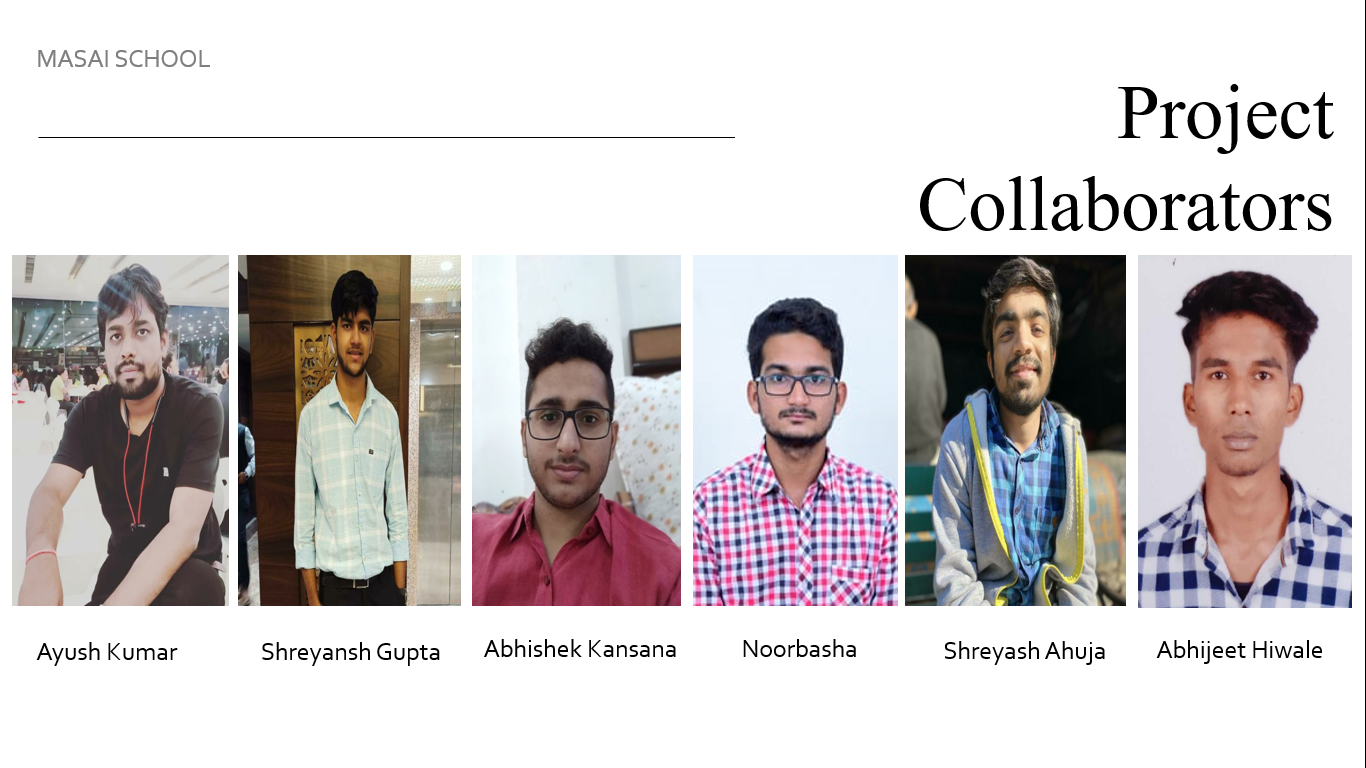 MASAI SCHOOL
Project
Collaborators
Ayush Kumar
Shreyansh Gupta
Abhishek Kansana
Noorbasha
Shreyash Ahuja
Abhijeet Hiwale